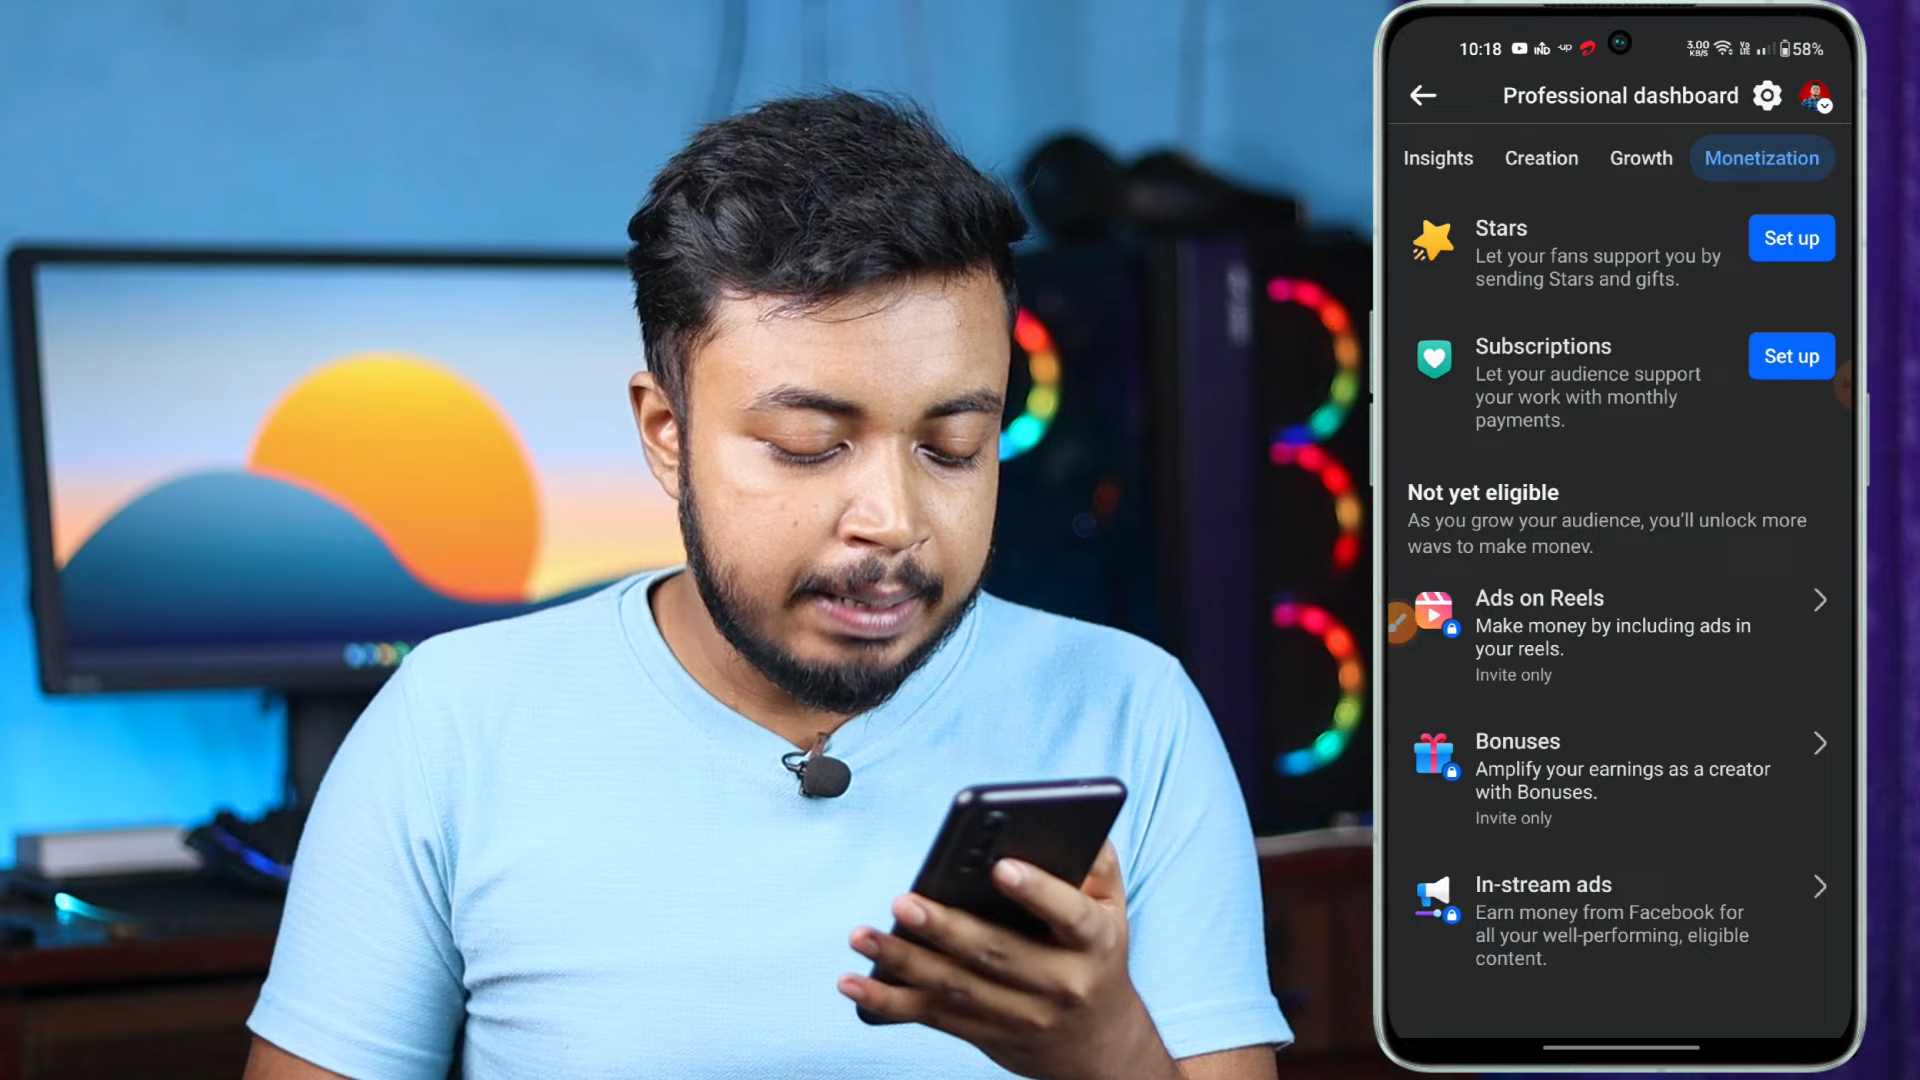 10:18
UP
3.00
KB/S
58%
Professional dashboard
Insights
Creation
Growth
Monetization
Stars
Let your fans support you by
sending Stars and gifts.
Set up
Subscriptions
Let your audience support
your work with monthly
payments.
Set up
Not yet eligible
As you grow your audience, you'll unlock more
ways to make money.
Ads on Reels
Make money by including ads in
your reels.
Invite only
Bonuses
Amplify your earnings as a creator
with Bonuses.
Invite only
In-stream ads
Earn money from Facebook for
all your well-performing, eligible
content.